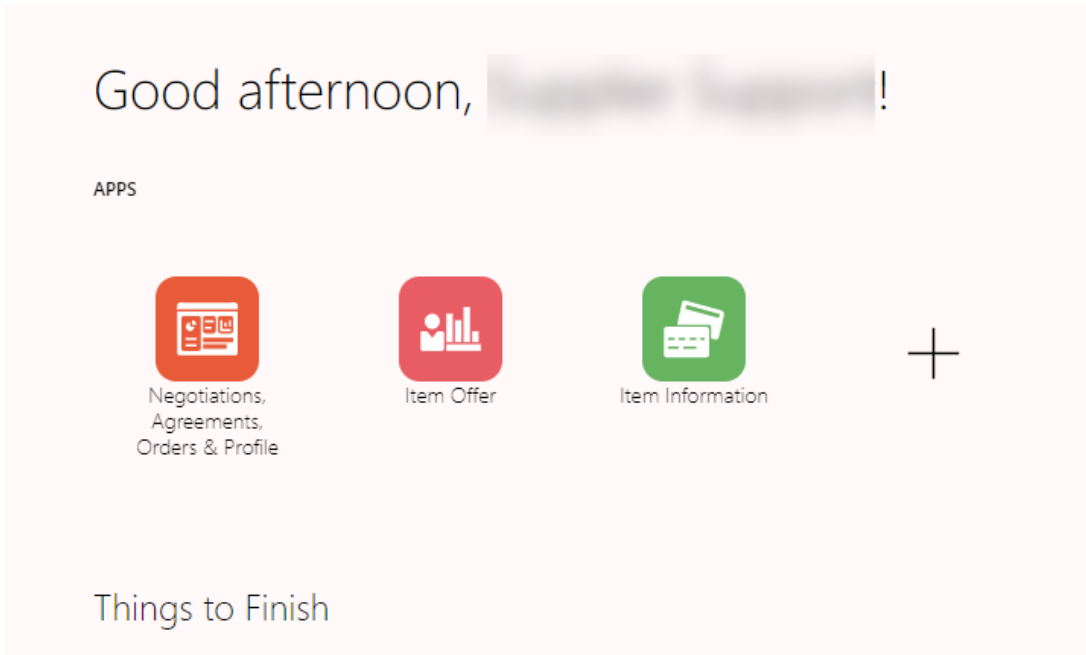 Good afternoon, !
APPS
Negotiations,
Agreements,
Orders & Profile
Item Offer
Item Information
Things to Finish